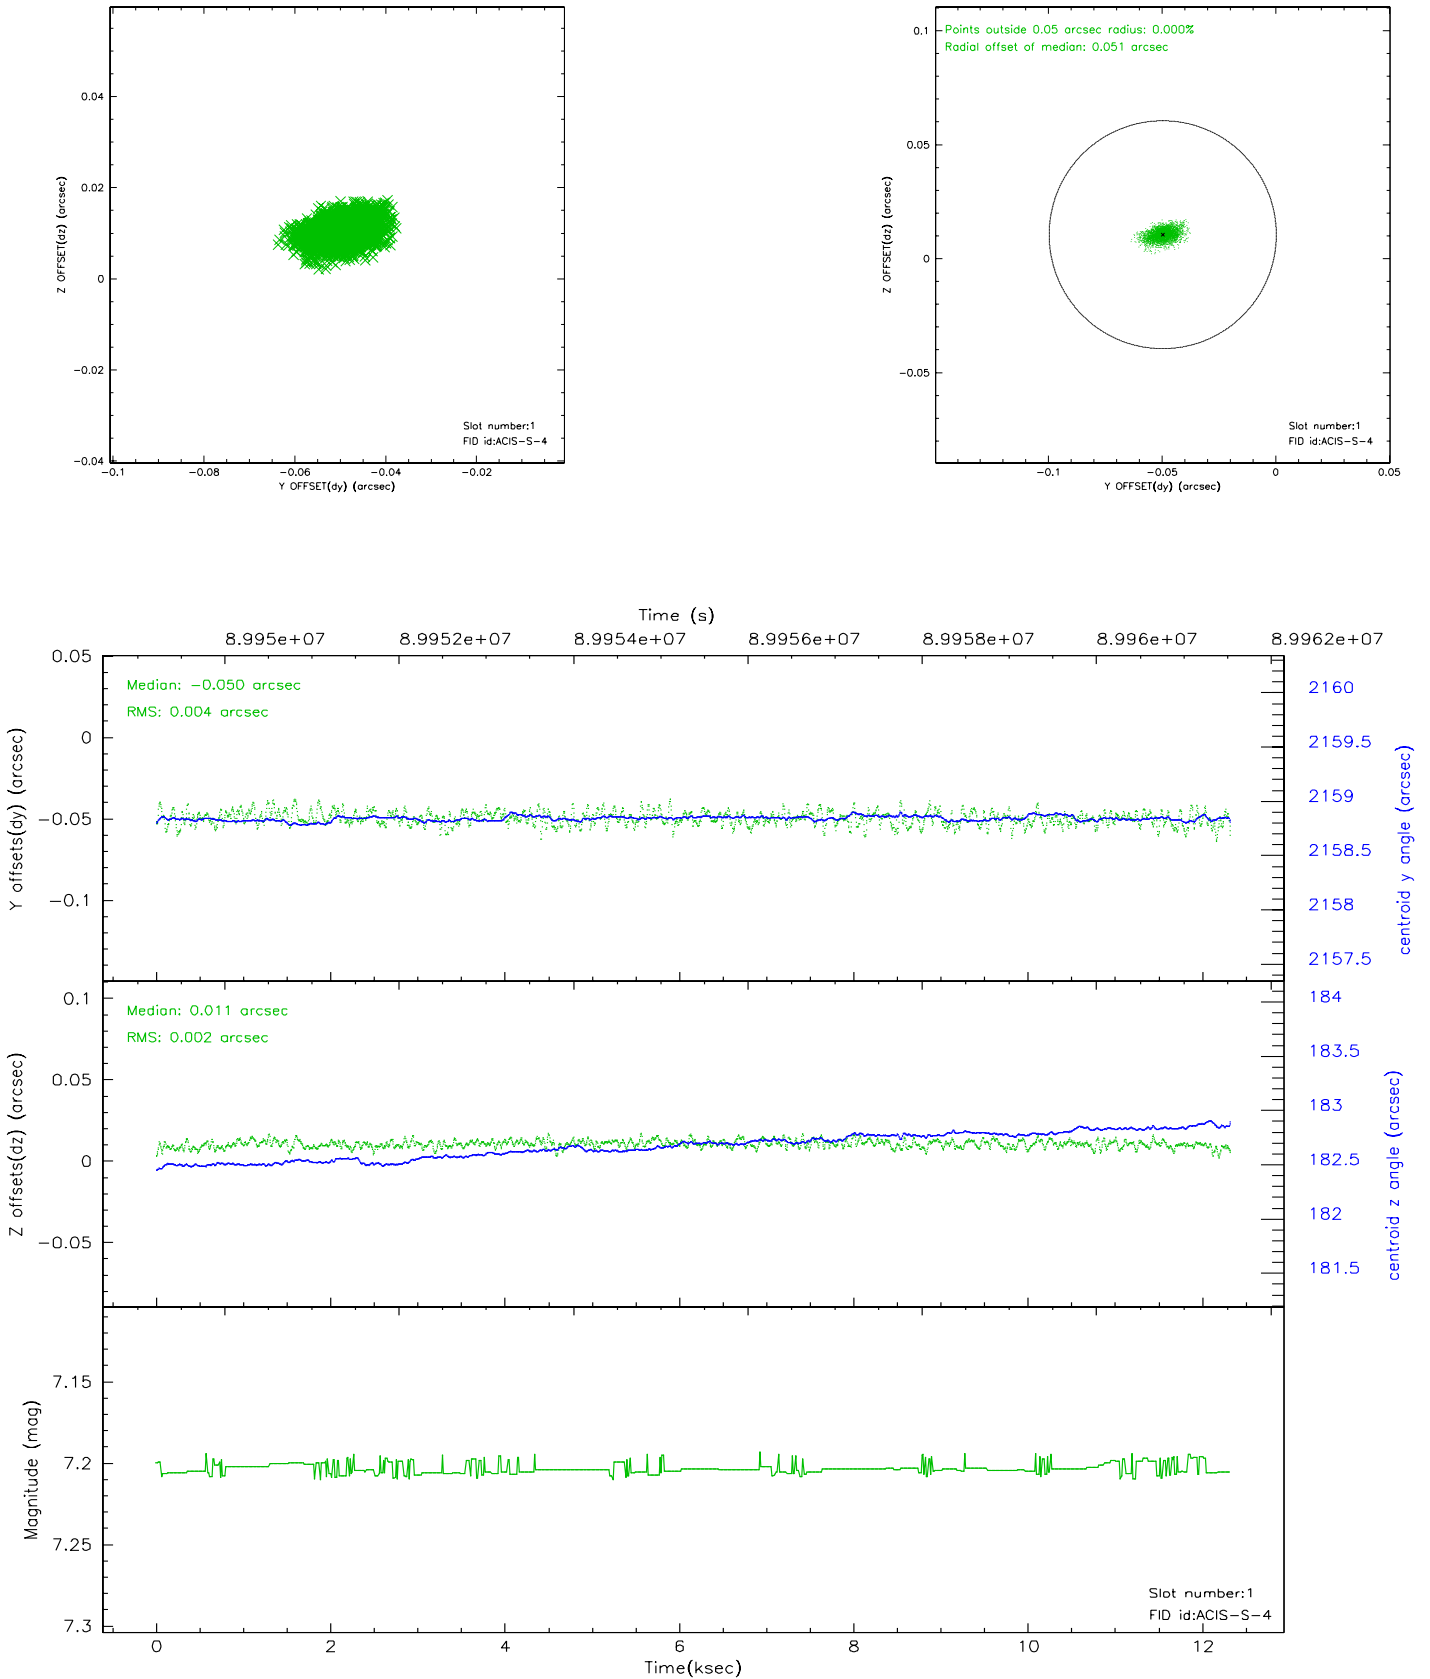 0.04
0.02
0
−0.02
−0.04
Z OFFSET(dz) (arcsec)
Slot number:1
FID id:ACIS−S−4
−0.1
−0.08
−0.06
−0.04
−0.02
Y OFFSET(dy) (arcsec)
Points outside 0.05 arcsec radius: 0.000%
Radial offset of median: 0.051 arcsec
0.1
0.05
0
−0.05
Z OFFSET(dz) (arcsec)
Slot number:1
FID id:ACIS−S−4
−0.1
−0.05
0
0.05
Y OFFSET(dy) (arcsec)
Time (s)
8.995e+07
8.9952e+07
8.9954e+07
8.9956e+07
8.9958e+07
8.996e+07
8.9962e+07
0.05
0
−0.05
−0.1
Y offsets(dy) (arcsec)
Median: −0.050 arcsec
RMS: 0.004 arcsec
2160
2159.5
2159
2158.5
2158
2157.5
centroid y angle (arcsec)
0.1
0.05
0
−0.05
Z offsets(dz) (arcsec)
Median: 0.011 arcsec
RMS: 0.002 arcsec
184
183.5
183
182.5
182
181.5
centroid z angle (arcsec)
7.15
7.2
7.25
7.3
Magnitude (mag)
Slot number:1
FID id:ACIS−S−4
0
2
4
6
8
10
12
Time(ksec)